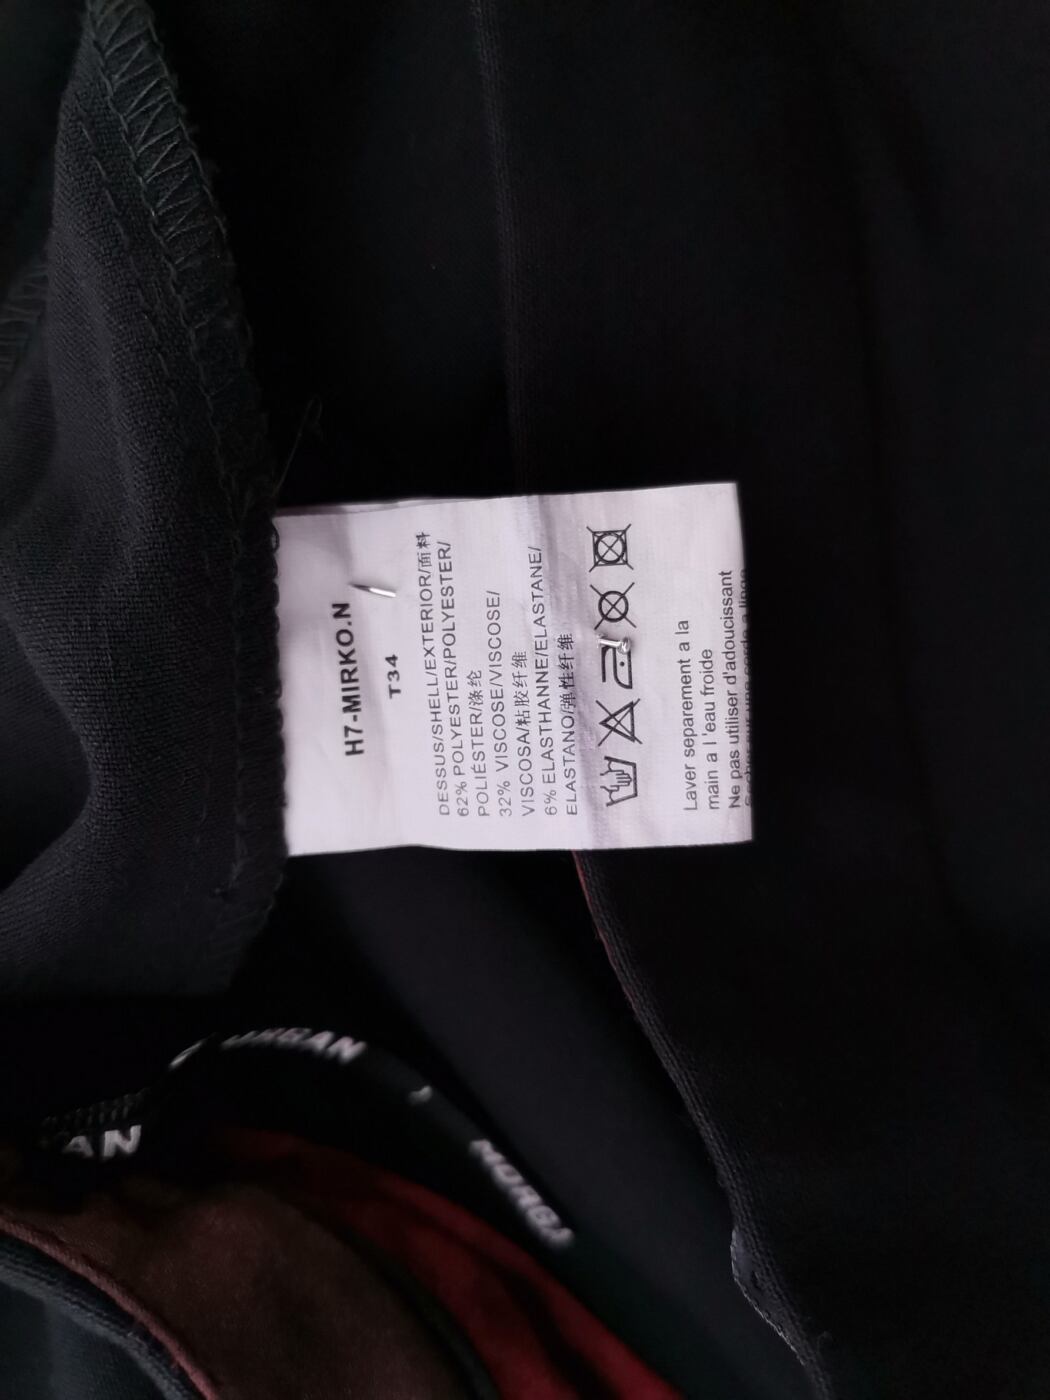 H7-MIRKO.N
T34
DESSUS/SHELL/EXTERIOR/面料
62% POLYESTER/POLYESTER/
POLIÉSTER/涤纶
32% VISCOSE/VISCOSE/
VISCOSA/粘胶纤维
6% ELASTHANNE/ELASTANE/
ELASTANO/弹性纤维
Laver separement a la
main a l'eau froide
Ne pas utiliser d'adoucissant
MORGA